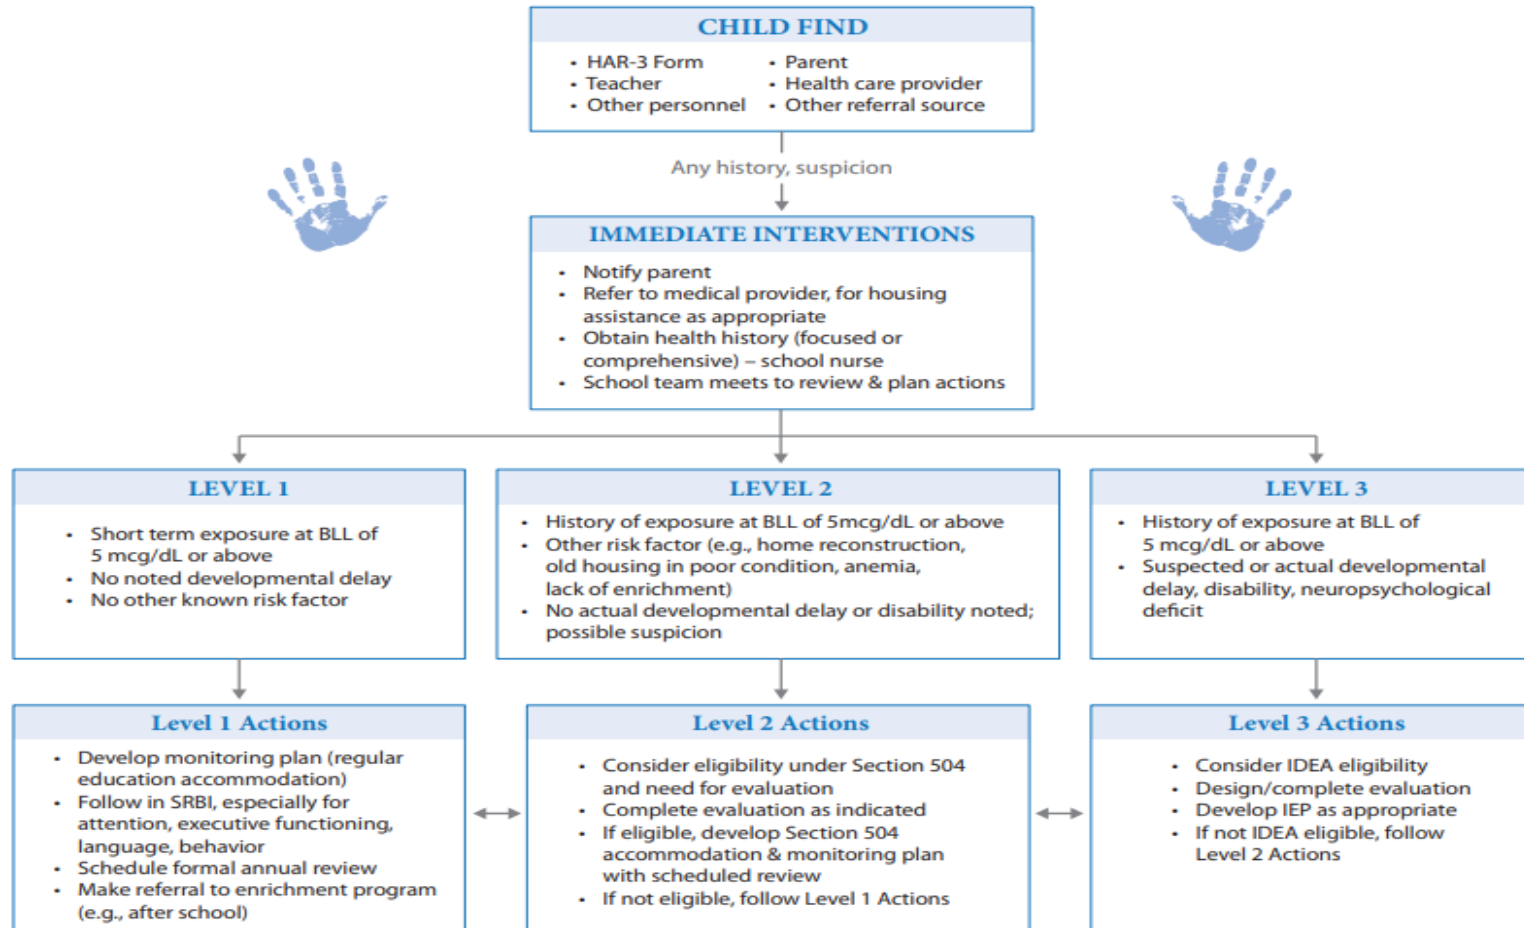 CHILD FIND
• HAR-3 Form
• Teacher
• Other personnel
• Parent
• Health care provider
• Other referral source
Any history, suspicion
IMMEDIATE INTERVENTIONS
• Notify parent
• Refer to medical provider, for housing
assistance as appropriate
• Obtain health history (focused or
comprehensive) – school nurse
• School team meets to review & plan actions
LEVEL 1
• Short term exposure at BLL of
5 mcg/dL or above
• No noted developmental delay
• No other known risk factor
LEVEL 2
• History of exposure at BLL of 5mcg/dL or above
• Other risk factor (e.g., home reconstruction,
old housing in poor condition, anemia,
lack of enrichment)
• No actual developmental delay or disability noted;
possible suspicion
LEVEL 3
• History of exposure at BLL of
5 mcg/dL or above
• Suspected or actual developmental
delay, disability, neuropsychological
deficit
Level 1 Actions
• Develop monitoring plan (regular
education accommodation)
• Follow in SRBI, especially for
attention, executive functioning,
language, behavior
• Schedule formal annual review
• Make referral to enrichment program
(e.g., after school)
Level 2 Actions
• Consider eligibility under Section 504
and need for evaluation
• Complete evaluation as indicated
• If eligible, develop Section 504
accommodation & monitoring plan
with scheduled review
• If not eligible, follow Level 1 Actions
Level 3 Actions
• Consider IDEA eligibility
• Design/complete evaluation
• Develop IEP as appropriate
• If not IDEA eligible, follow
Level 2 Actions